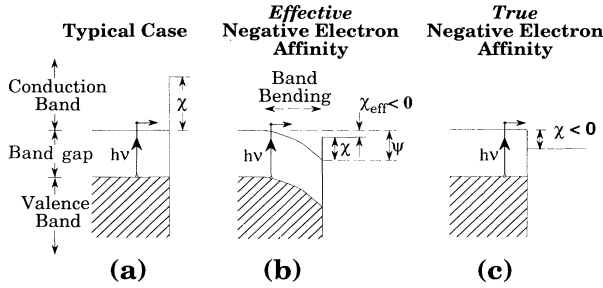 Typical Case
Effective
Negative Electron
Affinity
True
Negative Electron
Affinity
Conduction
Band
Band gap
Valence
Band
hν
χ
Band
Bending
χeff< 0
hν
χ
ψ
hν
χ < 0
(a)
(b)
(c)